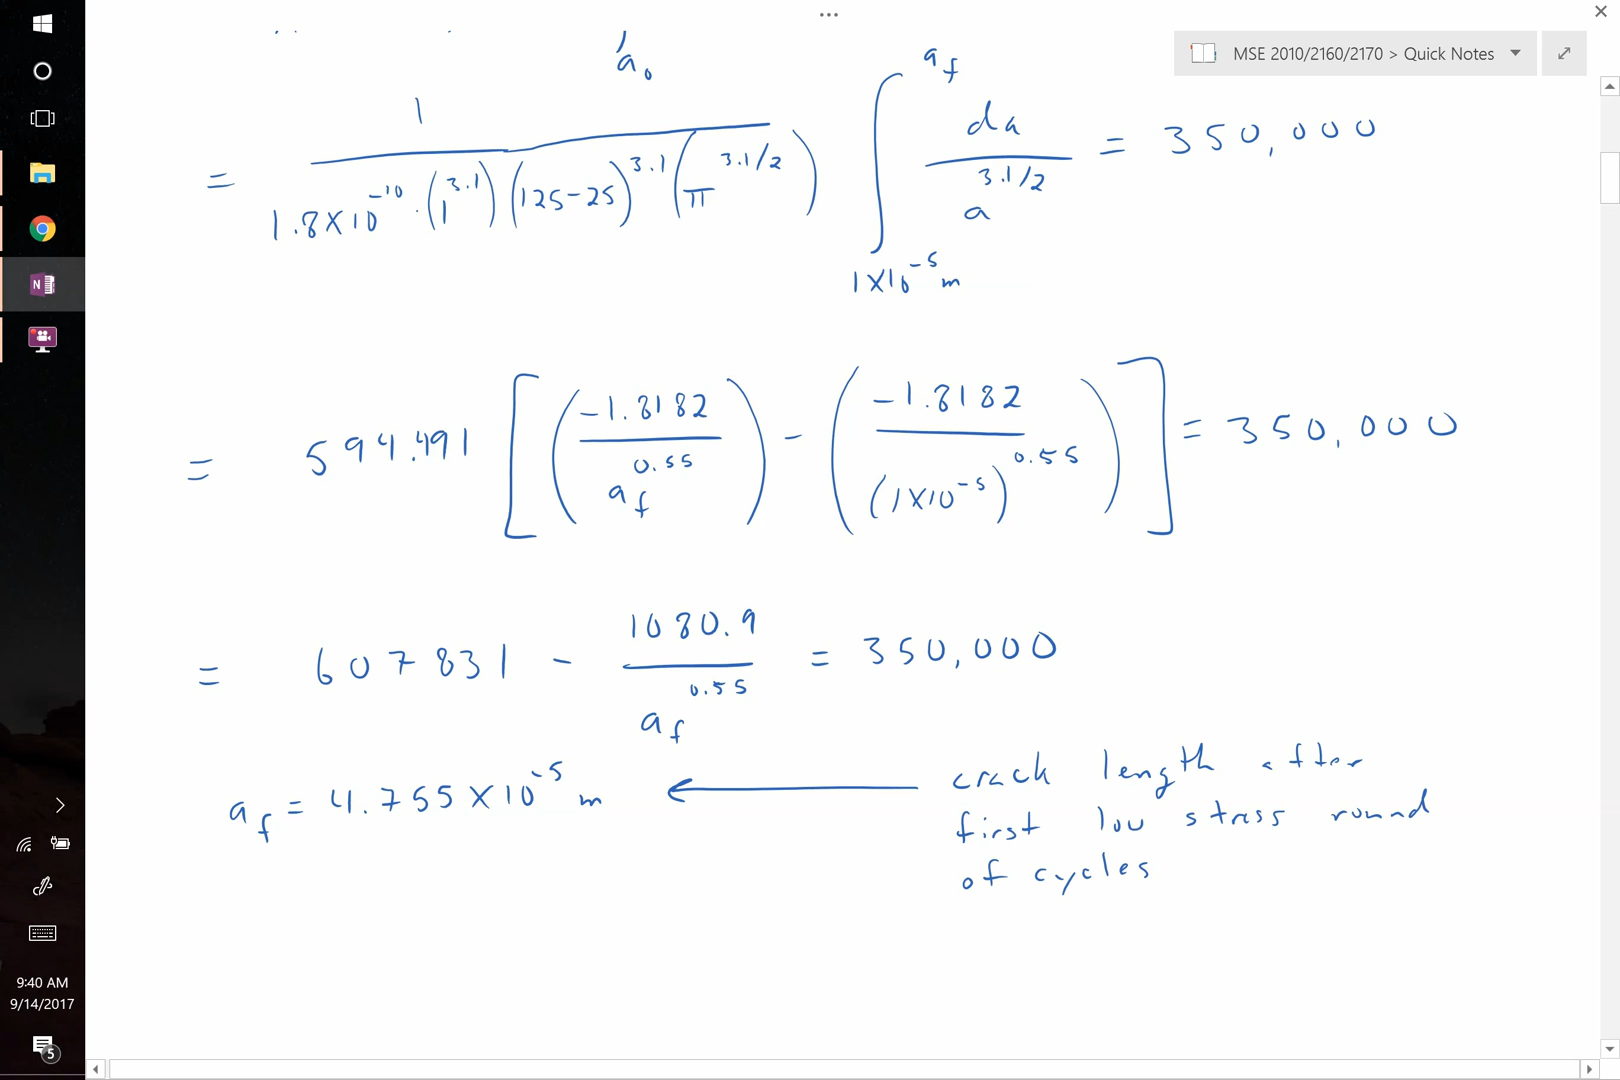 ...
MSE 2010/2160/2170 > Quick Notes
a₀
= 1 / (1.8×10⁻¹⁰ · (1^3.1) (125-25)^3.1 (π^3.1/2)) ∫_{1×10⁻⁵ m}^{a_f} da / a^3.1/2 = 350,000
= 594.491 [ (-1.8182 / a_f^0.55) - (-1.8182 / (1×10⁻⁵)^0.55) ] = 350,000
= 607831 - 1080.9 / a_f^0.55 = 350,000
a_f = 4.755 × 10⁻⁵ m ←
crack length after
first low stress round
of cycles
9:40 AM
9/14/2017
5